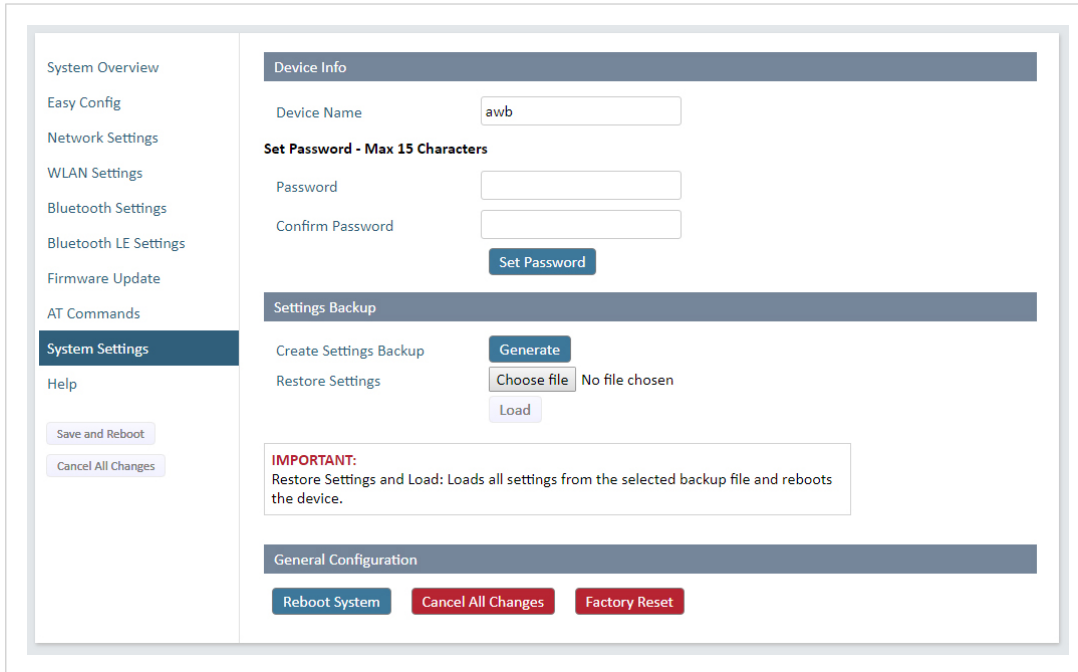 System Overview
Easy Config
Network Settings
WLAN Settings
Bluetooth Settings
Bluetooth LE Settings
Firmware Update
AT Commands
System Settings
Help
Save and Reboot
Cancel All Changes
Device Info
Device Name awb
Set Password - Max 15 Characters
Password
Confirm Password
Set Password
Settings Backup
Create Settings Backup Generate
Restore Settings Choose file No file chosen
Load
IMPORTANT:
Restore Settings and Load: Loads all settings from the selected backup file and reboots
the device.
General Configuration
Reboot System Cancel All Changes Factory Reset